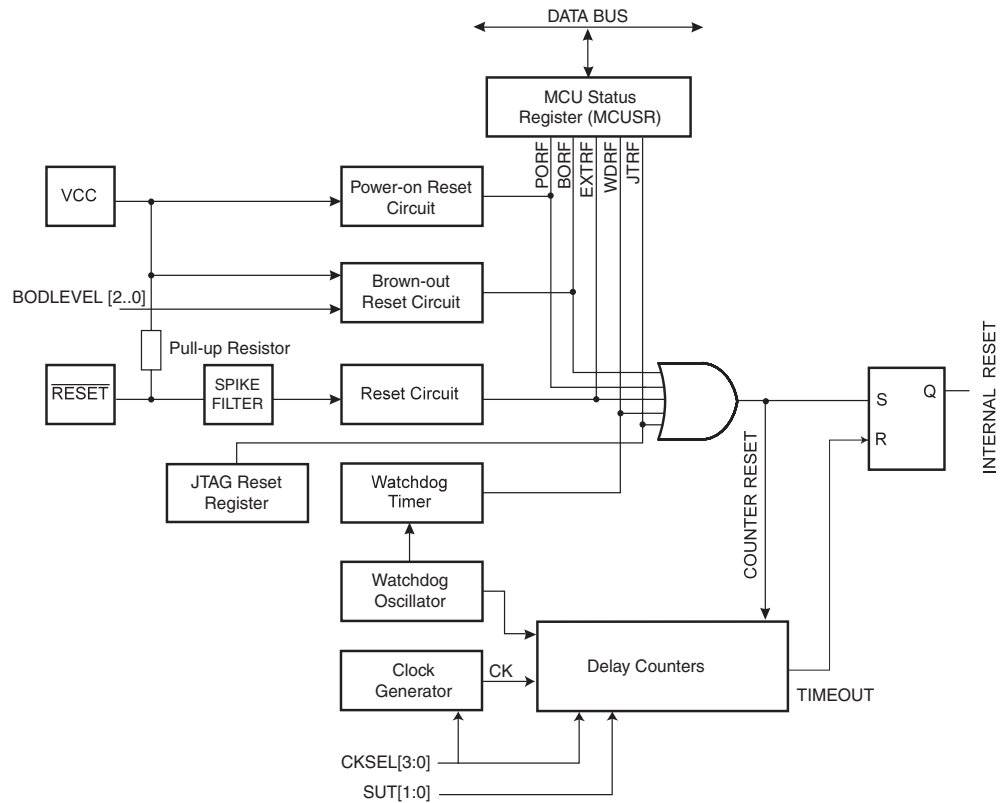 DATA BUS
MCU Status
Register (MCUSR)
PORF
BORF
EXTRF
WDRF
JTRF
VCC
Power-on Reset
Circuit
Brown-out
Reset Circuit
BODLEVEL [2..0]
Pull-up Resistor
RESET
SPIKE
FILTER
Reset Circuit
JTAG Reset
Register
Watchdog
Timer
Watchdog
Oscillator
Clock
Generator
CK
Delay Counters
CKSEL[3:0]
SUT[1:0]
COUNTER RESET
TIMEOUT
S
R
Q
INTERNAL RESET